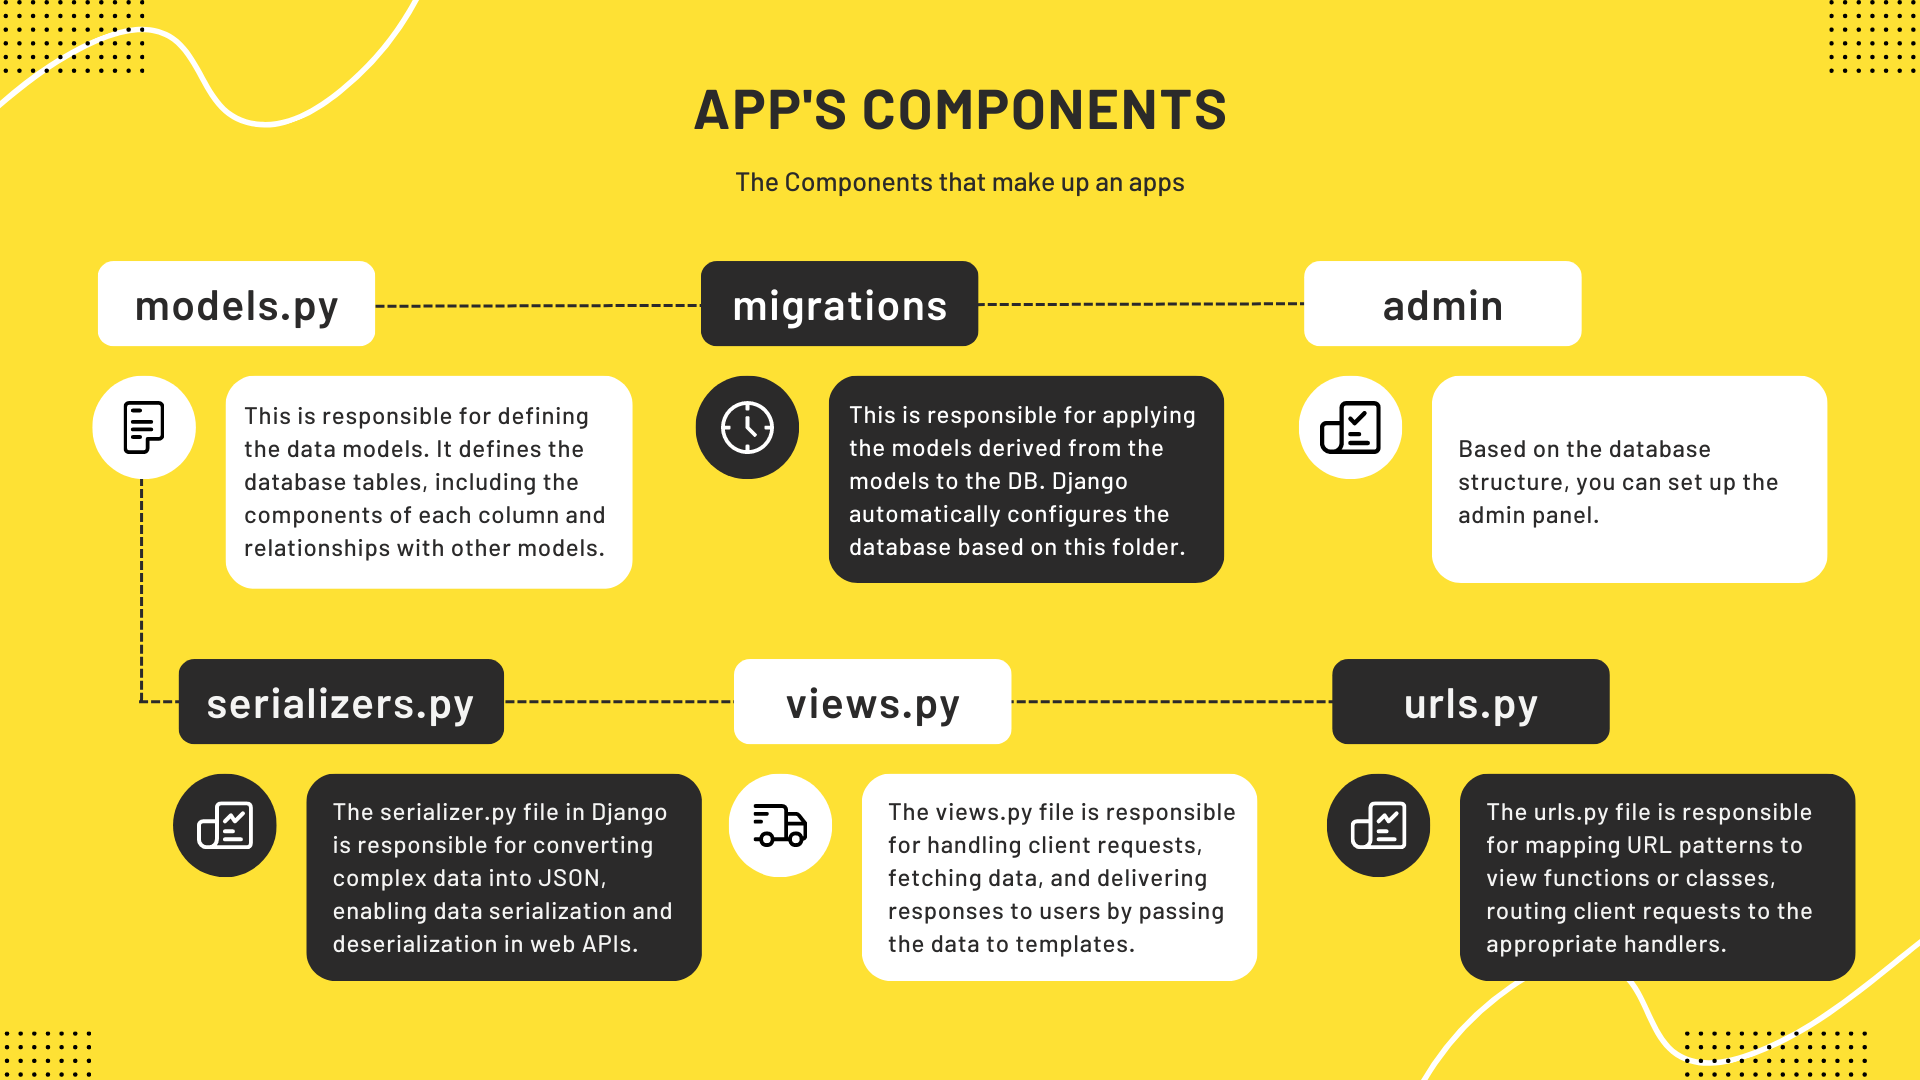 APP'S COMPONENTS
The Components that make up an apps
models.py
migrations
admin
This is responsible for defining
the data models. It defines the
database tables, including the
components of each column and
relationships with other models.
This is responsible for applying
the models derived from the
models to the DB. Django
automatically configures the
database based on this folder.
Based on the database
structure, you can set up the
admin panel.
serializers.py
views.py
urls.py
The serializer.py file in Django
is responsible for converting
complex data into JSON,
enabling data serialization and
deserialization in web APIs.
The views.py file is responsible
for handling client requests,
fetching data, and delivering
responses to users by passing
the data to templates.
The urls.py file is responsible
for mapping URL patterns to
view functions or classes,
routing client requests to the
appropriate handlers.